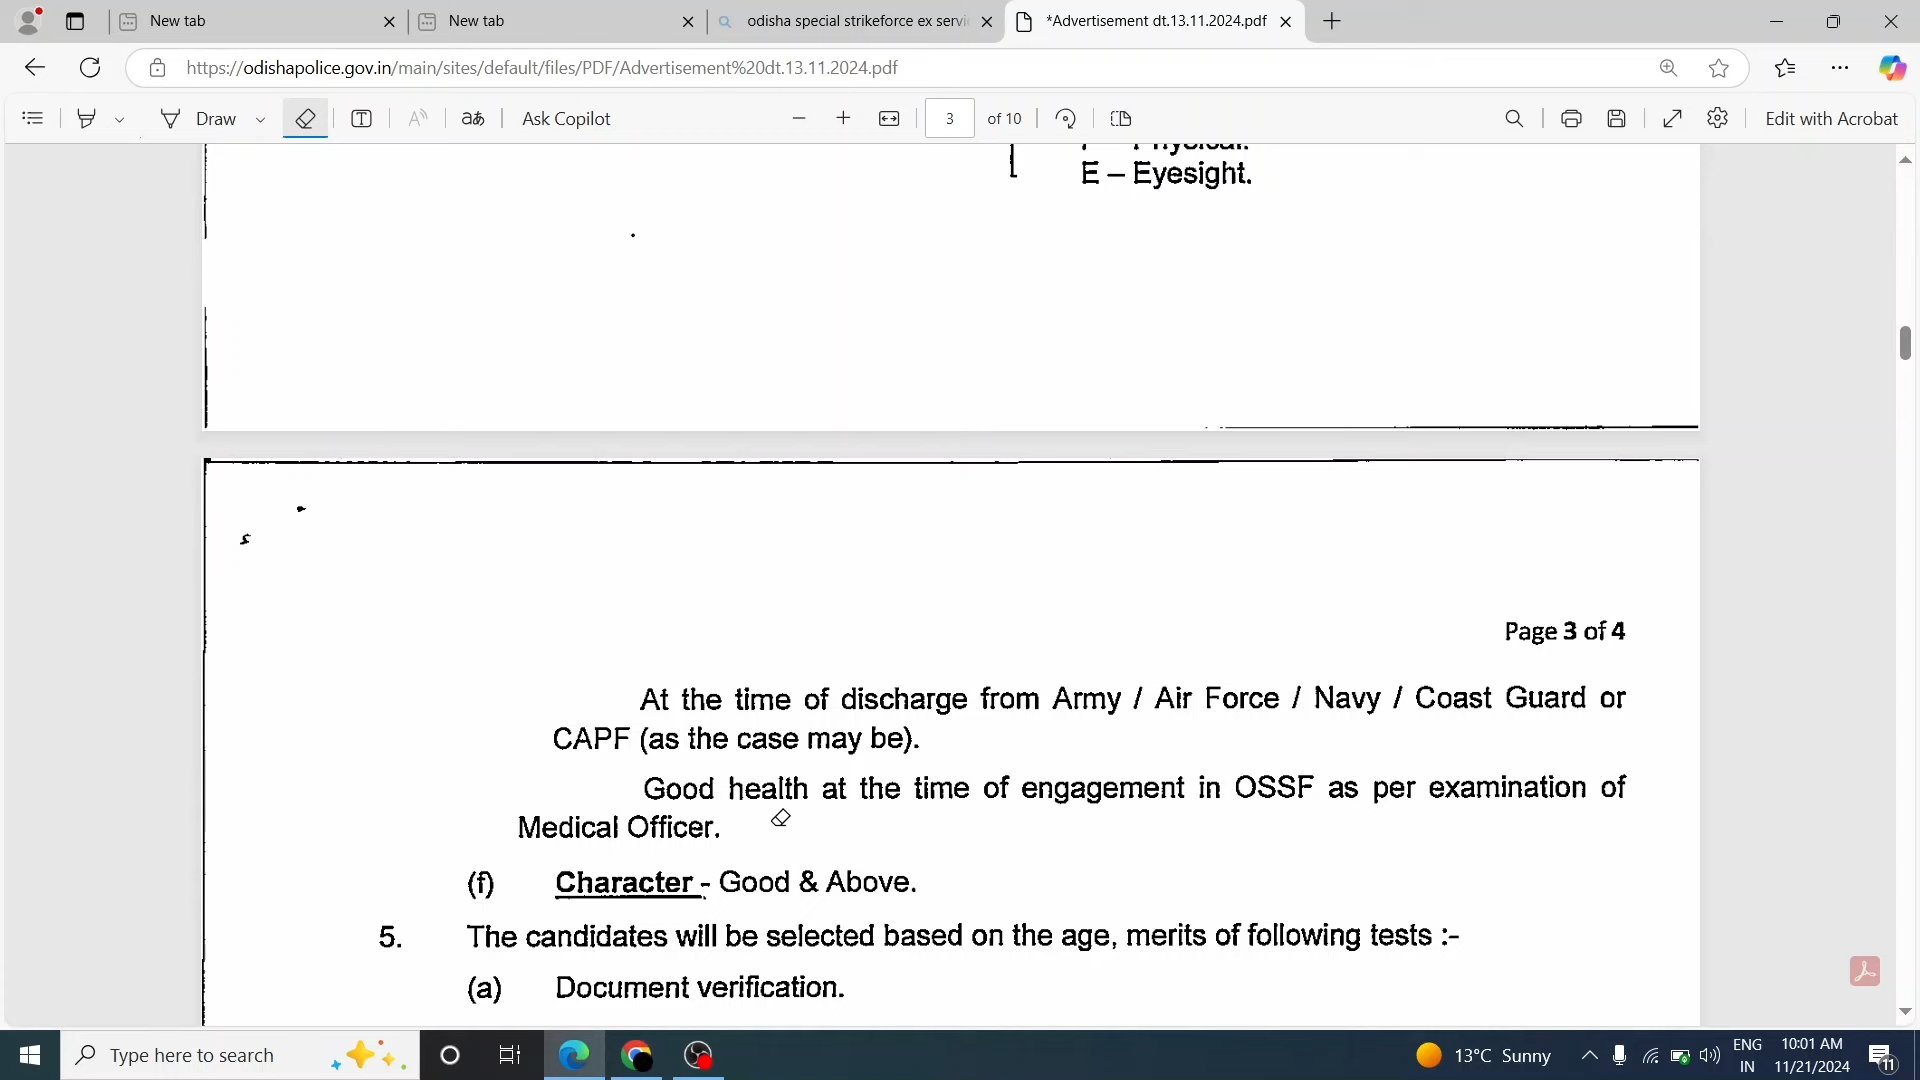 New tab
New tab
odisha special strikeforce ex servi
*Advertisement dt.13.11.2024.pdf
https://odishapolice.gov.in/main/sites/default/files/PDF/Advertisement%20dt.13.11.2024.pdf
Draw
aあ
Ask Copilot
3 of 10
Edit with Acrobat
E – Eyesight.
Page 3 of 4
At the time of discharge from Army / Air Force / Navy / Coast Guard or
CAPF (as the case may be).
Good health at the time of engagement in OSSF as per examination of
Medical Officer.
(f) Character - Good & Above.
5. The candidates will be selected based on the age, merits of following tests :-
(a) Document verification.
Type here to search
13°C Sunny
ENG
IN
10:01 AM
11/21/2024
11